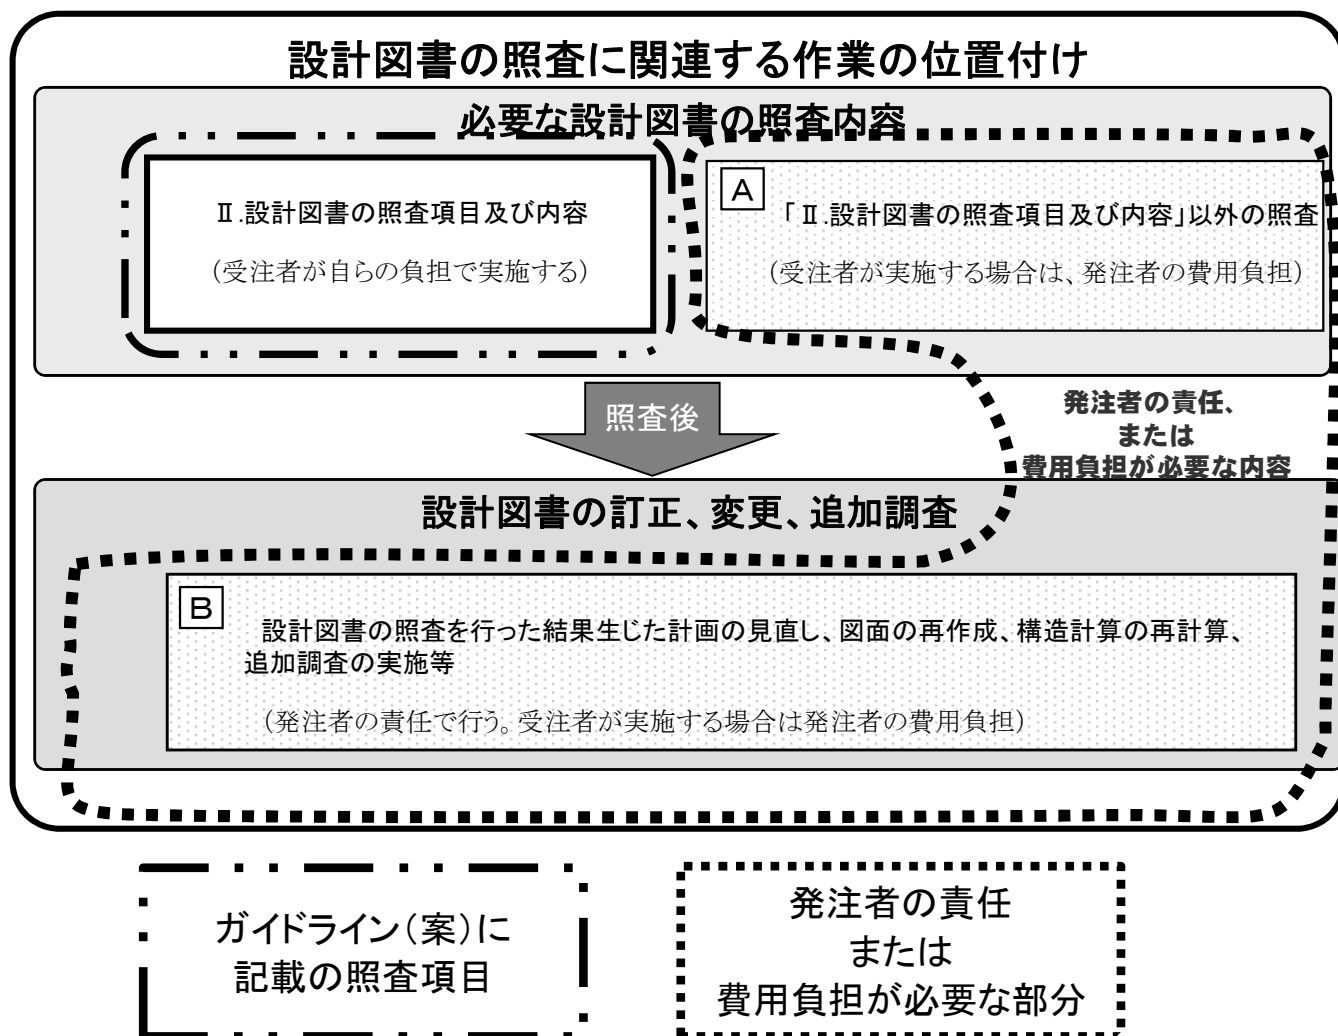 設計図書の照査に関連する作業の位置付け
必要な設計図書の照査内容
Ⅱ.設計図書の照査項目及び内容
(受注者が自らの負担で実施する)
A
「Ⅱ.設計図書の照査項目及び内容」以外の照査
(受注者が実施する場合は、発注者の費用負担)
照査後
発注者の責任、
または
費用負担が必要な内容
設計図書の訂正、変更、追加調査
B
設計図書の照査を行った結果生じた計画の見直し、図面の再作成、構造計算の再計算、
追加調査の実施等
(発注者の責任で行う。受注者が実施する場合は発注者の費用負担)
ガイドライン(案)に
記載の照査項目
発注者の責任
または
費用負担が必要な部分